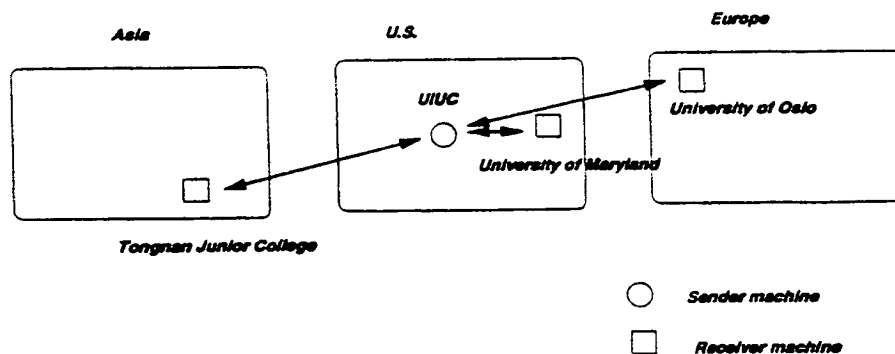 Asia
U.S.
Europe
UIUC
University of Oslo
University of Maryland
Tongnan Junior College
Sender machine
Receiver machine